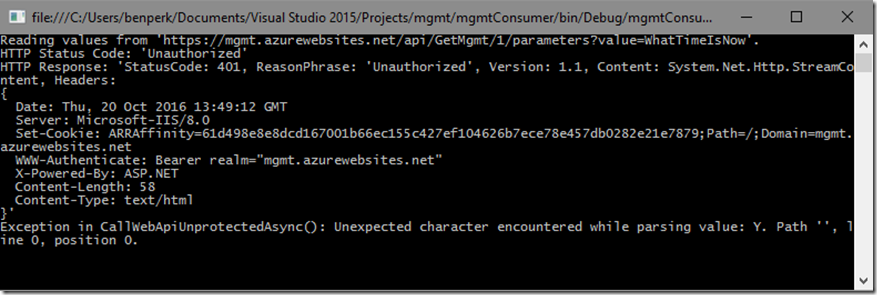 file:///C:/Users/benperk/Documents/Visual Studio 2015/Projects/mgmt/mgmtConsumer/bin/Debug/mgmtConsu...
Reading values from 'https://mgmt.azurewebsites.net/api/GetMgmt/1/parameters?value=WhatTimeIsNow'.
HTTP Status Code: 'Unauthorized'
HTTP Response: 'StatusCode: 401, ReasonPhrase: 'Unauthorized', Version: 1.1, Content: System.Net.Http.StreamCo
ntent, Headers:
{
  Date: Thu, 20 Oct 2016 13:49:12 GMT
  Server: Microsoft-IIS/8.0
  Set-Cookie: ARRAffinity=61d498e8e8dcd167001b66ec155c427ef104626b7ece78e457db0282e21e7879;Path=/;Domain=mgmt.
azurewebsites.net
  WWW-Authenticate: Bearer realm="mgmt.azurewebsites.net"
  X-Powered-By: ASP.NET
  Content-Length: 58
  Content-Type: text/html
}'
Exception in CallWebApiUnprotectedAsync(): Unexpected character encountered while parsing value: Y. Path '', l
ine 0, position 0.